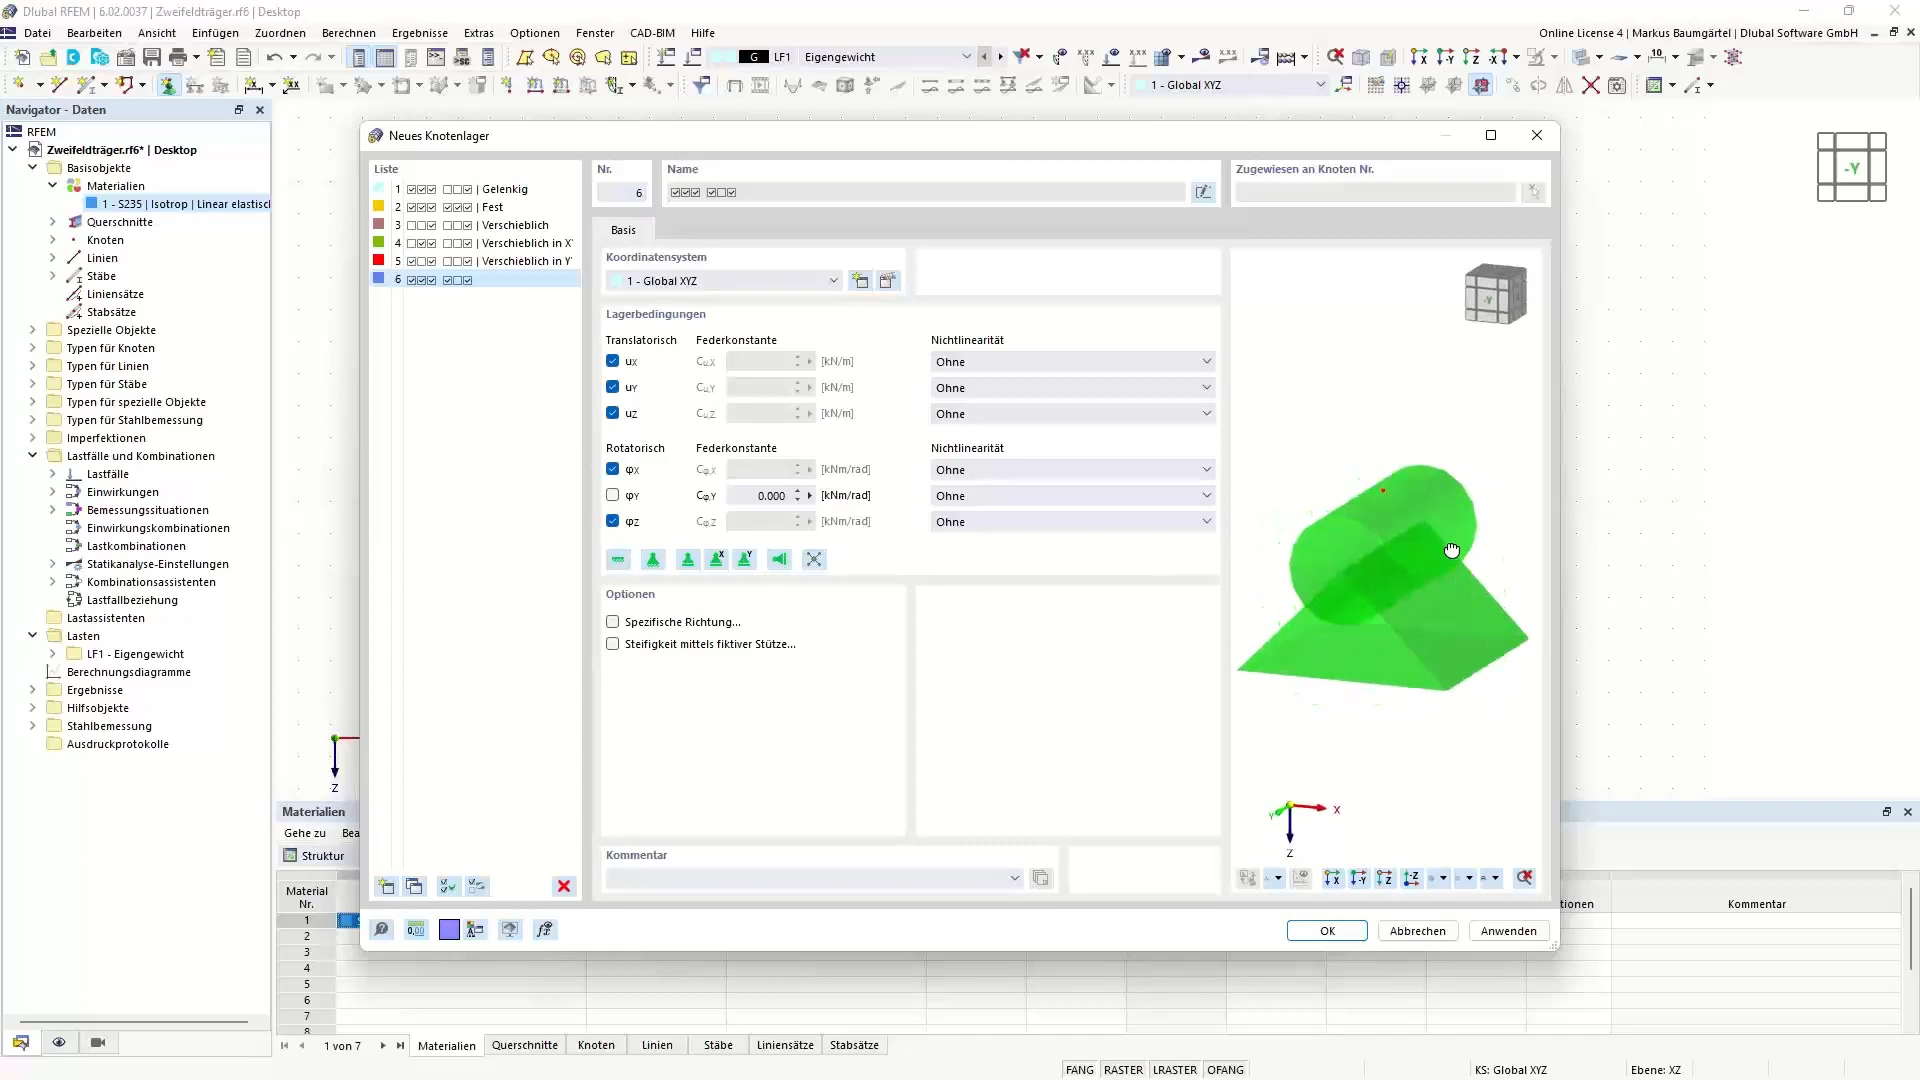 Dlubal RFEM | 6.02.0037 | Zweifeldträger.rf6* | Desktop
Datei Bearbeiten Ansicht Einfügen Zuordnen Berechnen Ergebnisse Extras Optionen Fenster CAD-BIM Hilfe
Online License 4 | Markus Baumgärtel | Dlubal Software GmbH
G LF1 Eigengewicht
1 - Global XYZ
Navigator - Daten
RFEM
Zweifeldträger.rf6* | Desktop
Basisobjekte
Materialien
1 - S235 | Isotrop | Linear elastisch
Querschnitte
Knoten
Linien
Stäbe
Liniensätze
Stabsätze
Spezielle Objekte
Typen für Knoten
Typen für Linien
Typen für Stäbe
Typen für spezielle Objekte
Typen für Stahlbemessung
Imperfektionen
Lastfälle und Kombinationen
Lastfälle
Einwirkungen
Bemessungssituationen
Einwirkungskombinationen
Lastkombinationen
Statikanalyse-Einstellungen
Kombinationsassistenten
Lastfallbeziehung
Lastassistenten
Lasten
LF1 - Eigengewicht
Berechnungsdiagramme
Ergebnisse
Hilfsobjekte
Stahlbemessung
Ausdruckprotokolle
Neues Knotenlager
Liste
1 | Gelenkig
2 | Fest
3 | Verschieblich
4 | Verschieblich in X'
5 | Verschieblich in Y'
6
Nr.
6
Name
Zugewiesen an Knoten Nr.
Basis
Koordinatensystem
1 - Global XYZ
Lagerbedingungen
Translatorisch Federkonstante Nichtlinearität
uX Cu,X [kN/m] Ohne
uY Cu,Y [kN/m] Ohne
uZ Cu,Z [kN/m] Ohne
Rotatorisch Federkonstante Nichtlinearität
φX Cφ,X [kNm/rad] Ohne
φY Cφ,Y 0.000 [kNm/rad] Ohne
φZ Cφ,Z [kNm/rad] Ohne
Optionen
Spezifische Richtung...
Steifigkeit mittels fiktiver Stütze...
Kommentar
-Y
X
Y
Z
OK Abbrechen Anwenden
-Y
Z
Materialien
Gehe zu Bea
Struktur
Material
Nr.
tionen
Kommentar
1
2
3
4
5
6
7
8
1 von 7 Materialien Querschnitte Knoten Linien Stäbe Liniensätze Stabsätze
FANG RASTER LRASTER OFANG KS: Global XYZ Ebene: XZ